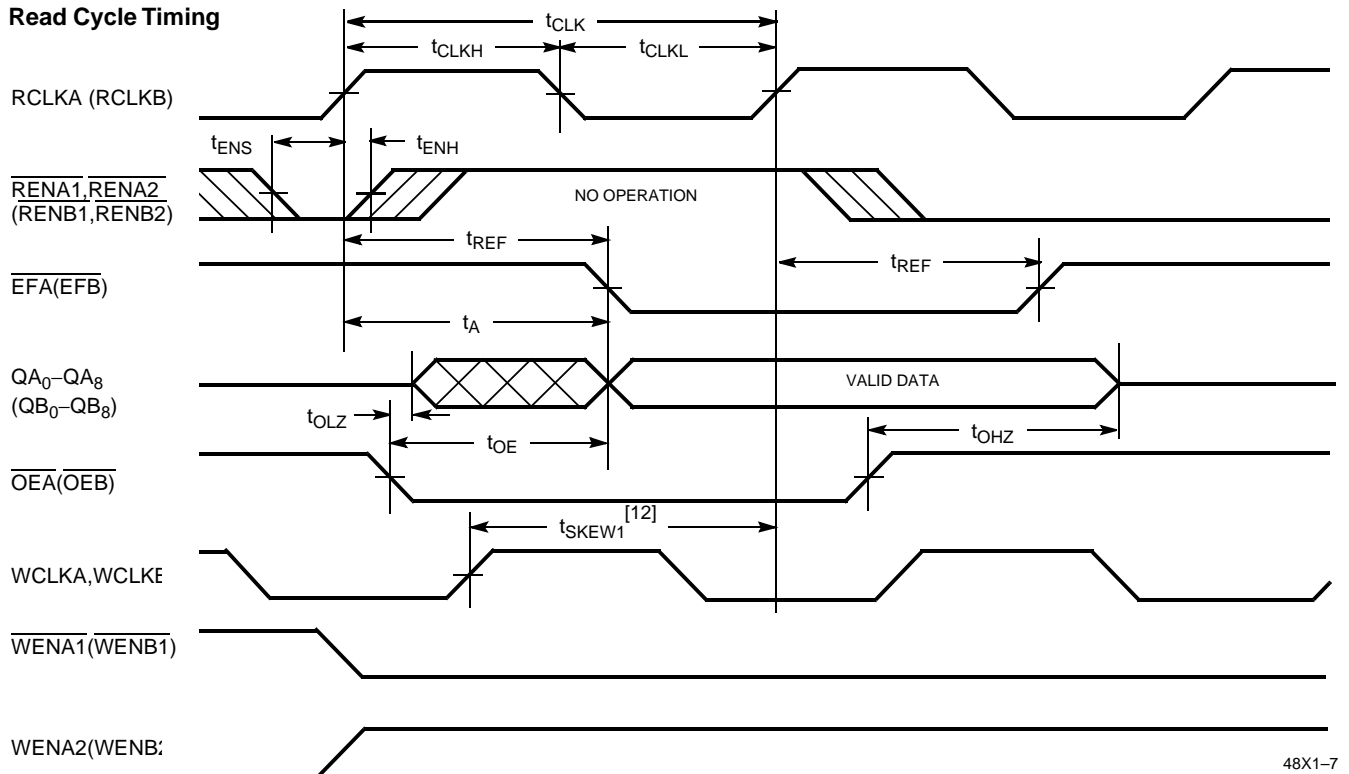 Read Cycle Timing
tCLK
tCLKH
tCLKL
RCLKA (RCLKB)
tENS
tENH
RENA1,RENA2
(RENB1,RENB2)
NO OPERATION
tREF
tREF
EFA(EFB)
tA
QA0–QA8
(QB0–QB8)
VALID DATA
tOLZ
tOE
tOHZ
OEA(OEB)
tSKEW1[12]
WCLKA,WCLKE
WENA1(WENB1)
WENA2(WENB2
48X1–7